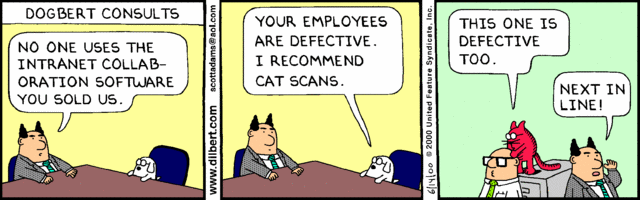 DOGBERT CONSULTS
NO ONE USES THE
INTRANET COLLAB-
ORATION SOFTWARE
YOU SOLD US.
scottadams@aol.com
www.dilbert.com
YOUR EMPLOYEES
ARE DEFECTIVE.
I RECOMMEND
CAT SCANS.
6/14/00 © 2000 United Feature Syndicate, Inc.
THIS ONE IS
DEFECTIVE
TOO.
NEXT IN
LINE!